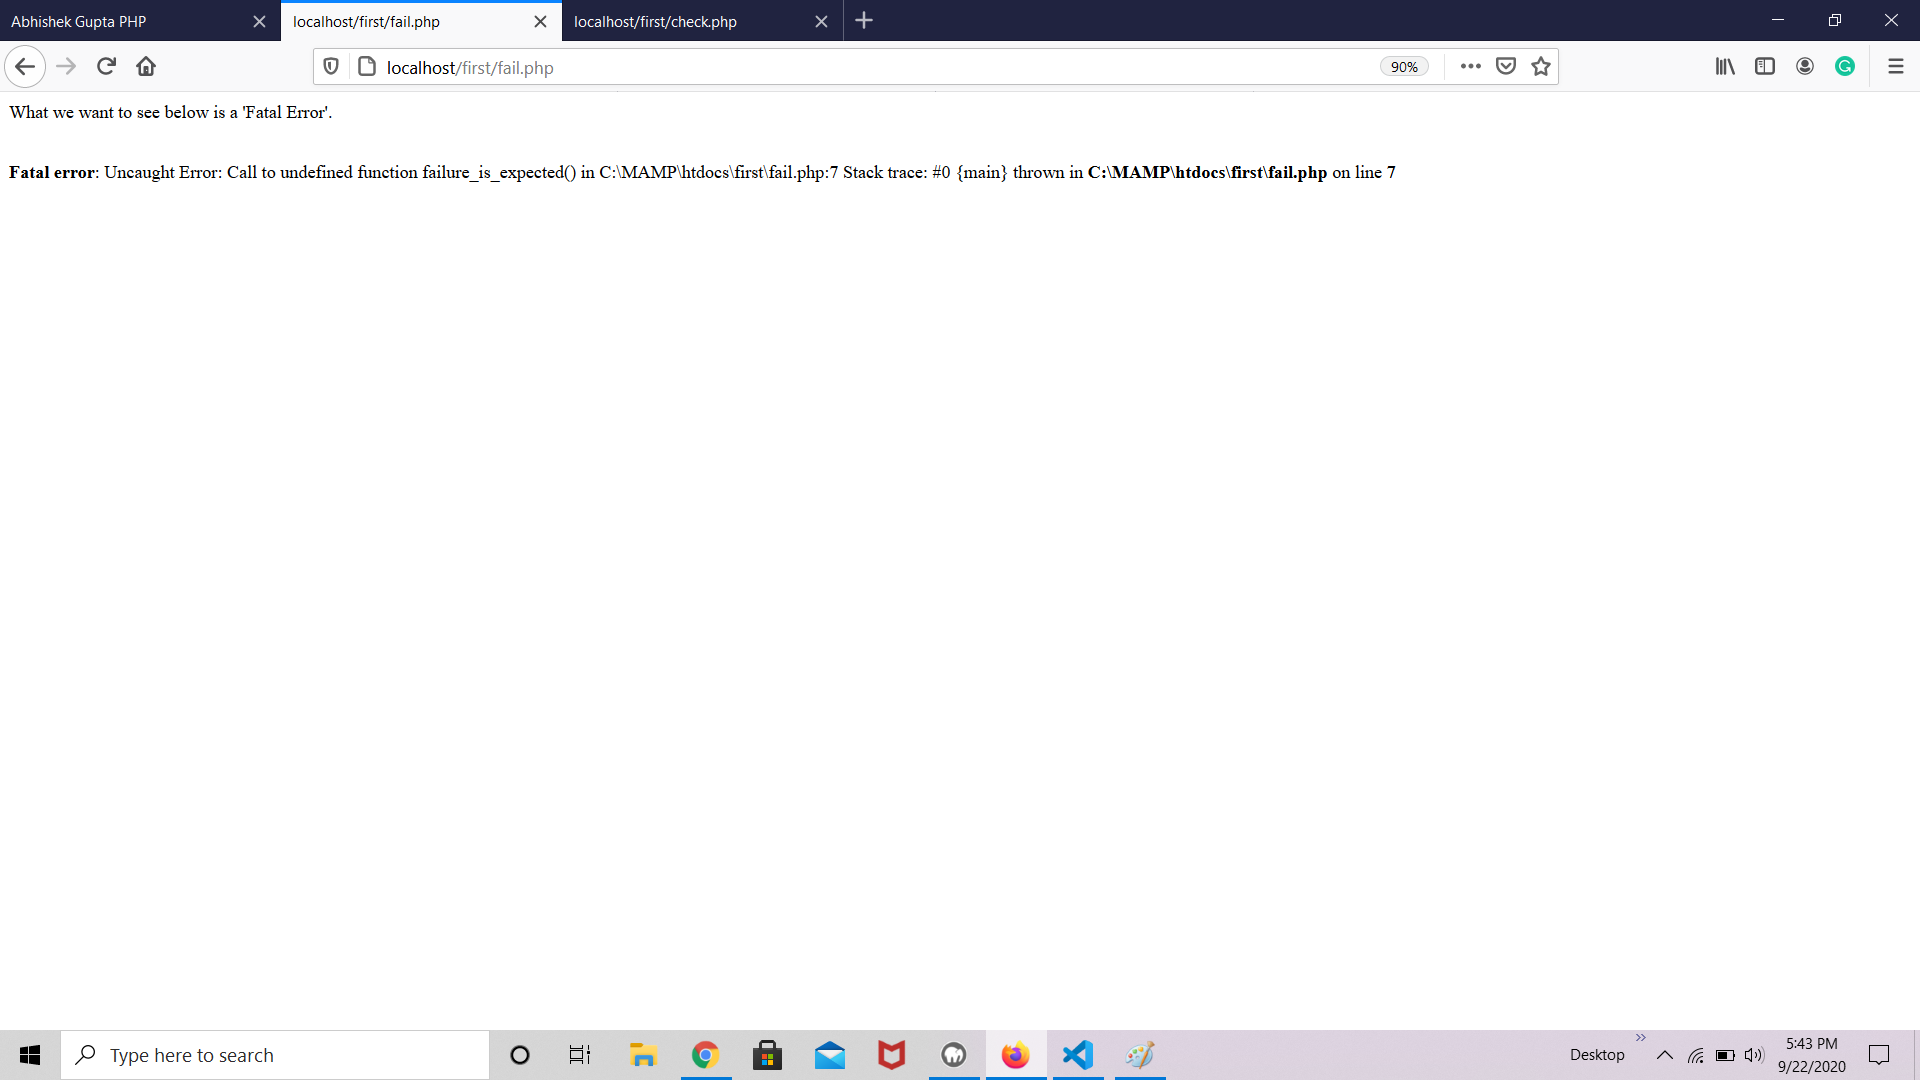 Abhishek Gupta PHP
localhost/first/fail.php
localhost/first/check.php
localhost/first/fail.php
90%
What we want to see below is a 'Fatal Error'.
Fatal error: Uncaught Error: Call to undefined function failure_is_expected() in C:\MAMP\htdocs\first\fail.php:7 Stack trace: #0 {main} thrown in C:\MAMP\htdocs\first\fail.php on line 7
Type here to search
Desktop
5:43 PM
9/22/2020